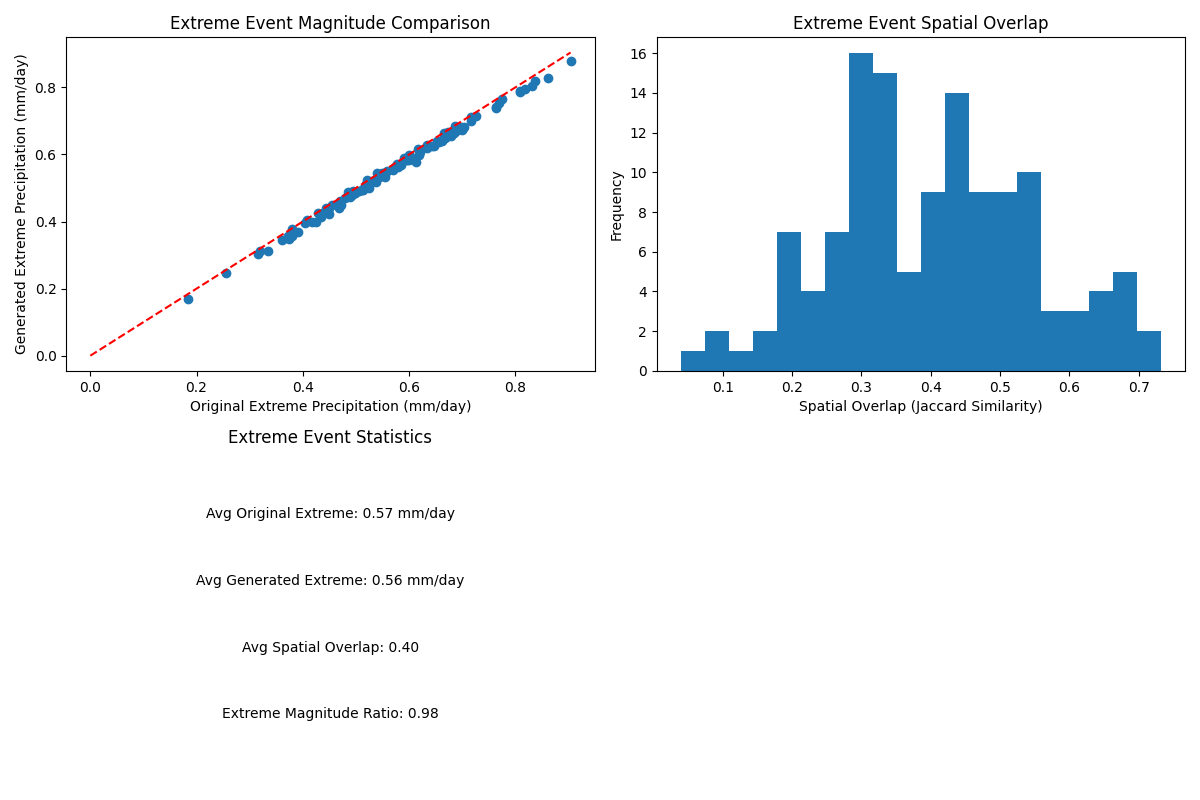 Extreme Event Magnitude Comparison
Generated Extreme Precipitation (mm/day)
0.8
0.6
0.4
0.2
0.0
0.0 0.2 0.4 0.6 0.8
Original Extreme Precipitation (mm/day)
Extreme Event Spatial Overlap
Frequency
16
14
12
10
8
6
4
2
0
0.1 0.2 0.3 0.4 0.5 0.6 0.7
Spatial Overlap (Jaccard Similarity)
Extreme Event Statistics
Avg Original Extreme: 0.57 mm/day
Avg Generated Extreme: 0.56 mm/day
Avg Spatial Overlap: 0.40
Extreme Magnitude Ratio: 0.98